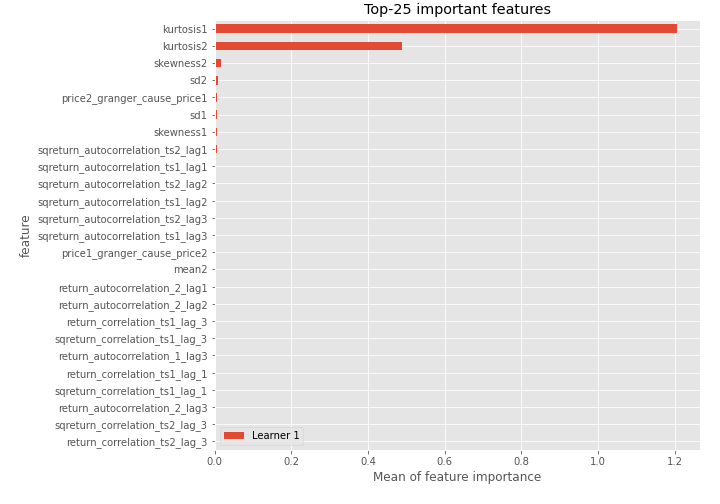 Top-25 important features
kurtosis1
kurtosis2
skewness2
sd2
price2_granger_cause_price1
sd1
skewness1
sqreturn_autocorrelation_ts2_lag1
sqreturn_autocorrelation_ts1_lag1
sqreturn_autocorrelation_ts2_lag2
sqreturn_autocorrelation_ts1_lag2
sqreturn_autocorrelation_ts2_lag3
sqreturn_autocorrelation_ts1_lag3
price1_granger_cause_price2
mean2
return_autocorrelation_2_lag1
return_autocorrelation_2_lag2
return_correlation_ts1_lag_3
sqreturn_correlation_ts1_lag_3
return_autocorrelation_1_lag3
return_correlation_ts1_lag_1
sqreturn_correlation_ts1_lag_1
return_autocorrelation_2_lag3
sqreturn_correlation_ts2_lag_3
return_correlation_ts2_lag_3
feature
Learner 1
0.0 0.2 0.4 0.6 0.8 1.0 1.2
Mean of feature importance